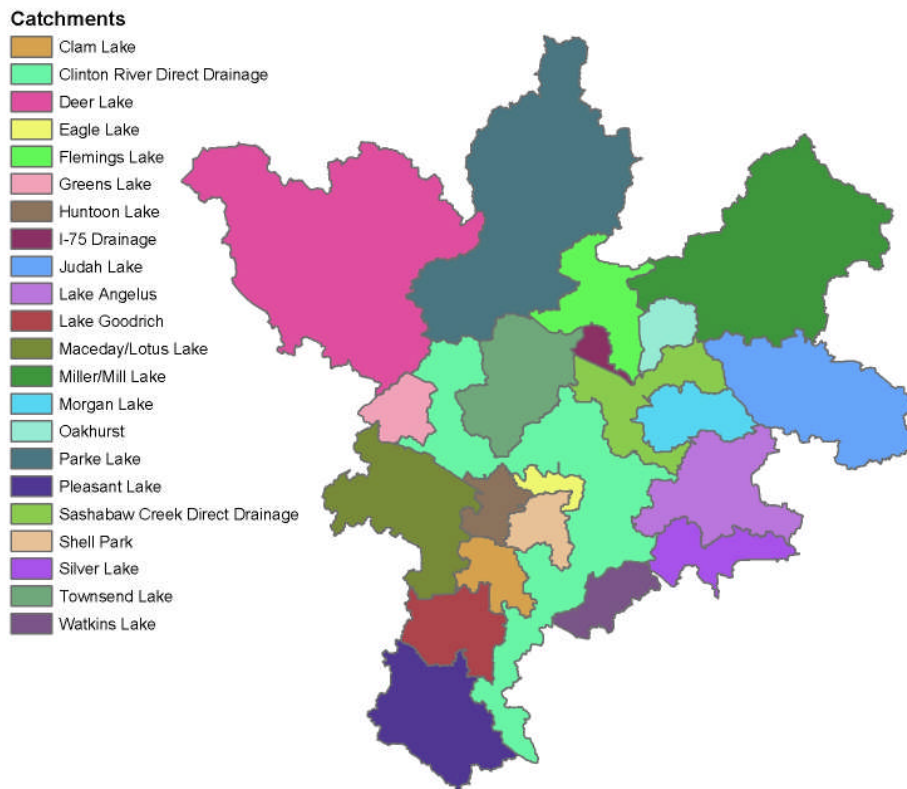 Catchments
Clam Lake
Clinton River Direct Drainage
Deer Lake
Eagle Lake
Flemings Lake
Greens Lake
Huntoon Lake
I-75 Drainage
Judah Lake
Lake Angelus
Lake Goodrich
Maceday/Lotus Lake
Miller/Mill Lake
Morgan Lake
Oakhurst
Parke Lake
Pleasant Lake
Sashabaw Creek Direct Drainage
Shell Park
Silver Lake
Townsend Lake
Watkins Lake